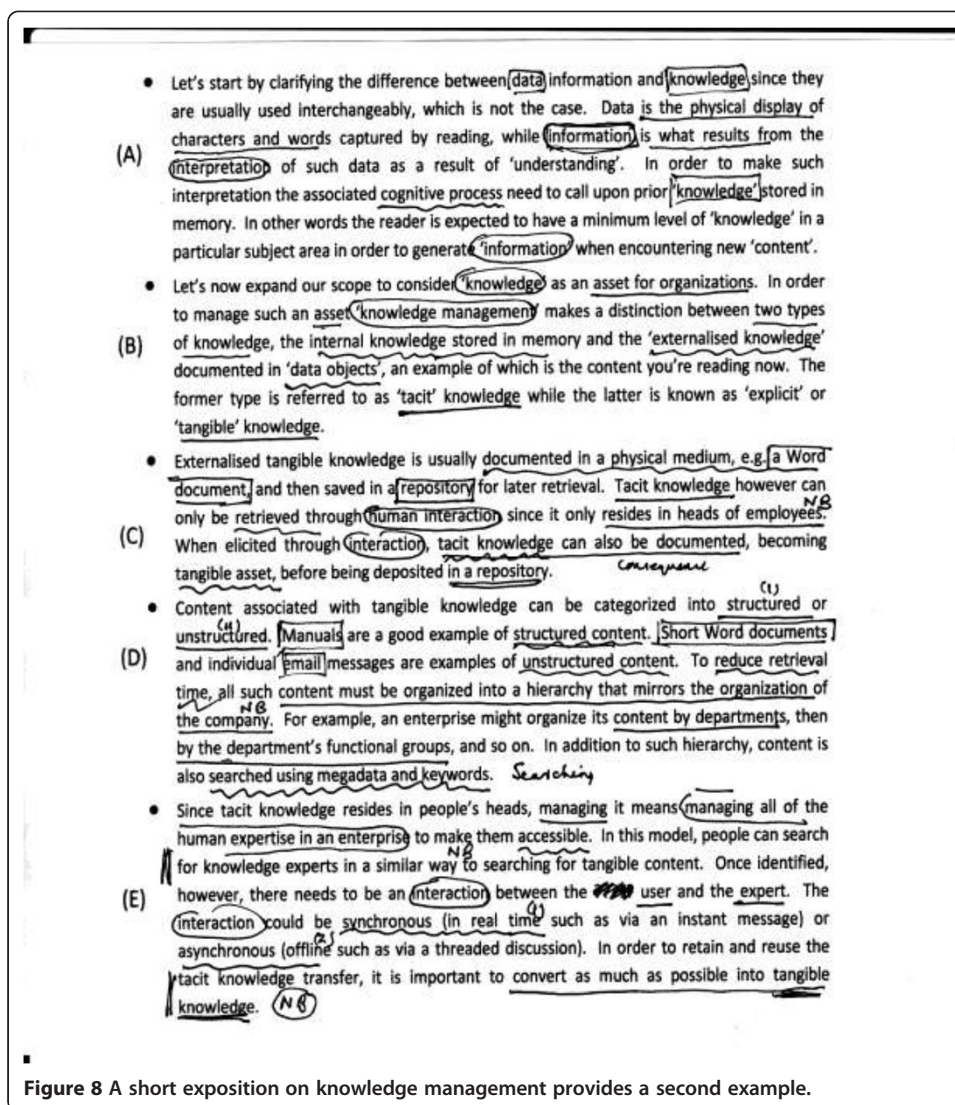 • Let's start by clarifying the difference between data information and knowledge since they
are usually used interchangeably, which is not the case. Data is the physical display of
characters and words captured by reading, while information is what results from the
(A) interpretation of such data as a result of 'understanding'. In order to make such
interpretation the associated cognitive process need to call upon prior 'knowledge' stored in
memory. In other words the reader is expected to have a minimum level of 'knowledge' in a
particular subject area in order to generate 'information' when encountering new 'content'.
• Let's now expand our scope to consider 'knowledge' as an asset for organizations. In order
to manage such an asset 'knowledge management' makes a distinction between two types
(B) of knowledge, the internal knowledge stored in memory and the 'externalised knowledge'
documented in 'data objects', an example of which is the content you're reading now. The
former type is referred to as 'tacit' knowledge while the latter is known as 'explicit' or
'tangible' knowledge.
• Externalised tangible knowledge is usually documented in a physical medium, e.g. a Word
document, and then saved in a repository for later retrieval. Tacit knowledge however can
NB
only be retrieved through human interaction since it only resides in heads of employees.
(C) When elicited through interaction, tacit knowledge can also be documented, becoming
tangible asset, before being deposited in a repository. Consequence
(1)
• Content associated with tangible knowledge can be categorized into structured or
(11)
unstructured. Manuals are a good example of structured content. Short Word documents
(D) and individual email messages are examples of unstructured content. To reduce retrieval
time, all such content must be organized into a hierarchy that mirrors the organization of
NB
the company. For example, an enterprise might organize its content by departments, then
by the department's functional groups, and so on. In addition to such hierarchy, content is
also searched using megadata and keywords. Searching
• Since tacit knowledge resides in people's heads, managing it means managing all of the
human expertise in an enterprise to make them accessible. In this model, people can search
NB
for knowledge experts in a similar way to searching for tangible content. Once identified,
(E) however, there needs to be an interaction between the user and the expert. The
(1)
interaction could be synchronous (in real time such as via an instant message) or
(2)
asynchronous (offline such as via a threaded discussion). In order to retain and reuse the
tacit knowledge transfer, it is important to convert as much as possible into tangible
knowledge. NB
Figure 8 A short exposition on knowledge management provides a second example.